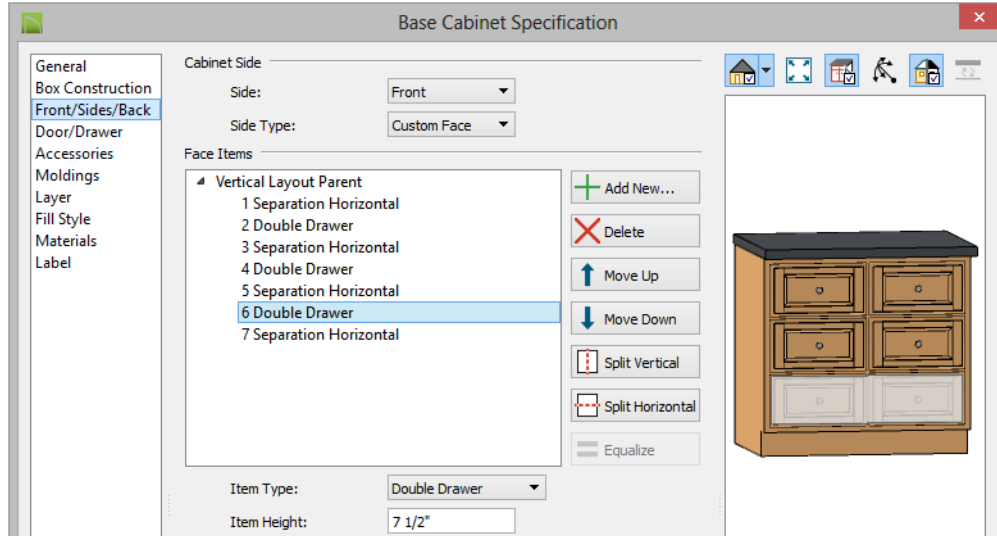 Base Cabinet Specification
General
Box Construction
Front/Sides/Back
Door/Drawer
Accessories
Moldings
Layer
Fill Style
Materials
Label
Cabinet Side
Side: Front
Side Type: Custom Face
Face Items
Vertical Layout Parent
1 Separation Horizontal
2 Double Drawer
3 Separation Horizontal
4 Double Drawer
5 Separation Horizontal
6 Double Drawer
7 Separation Horizontal
Add New...
Delete
Move Up
Move Down
Split Vertical
Split Horizontal
Equalize
Item Type: Double Drawer
Item Height: 7 1/2"